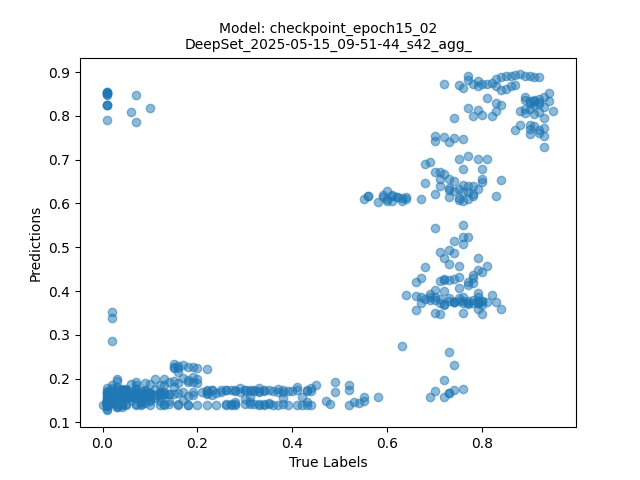 Model: checkpoint_epoch15_02
DeepSet_2025-05-15_09-51-44_s42_agg_
0.9
0.8
0.7
0.6
0.5
0.4
0.3
0.2
0.1
Predictions
0.0 0.2 0.4 0.6 0.8
True Labels